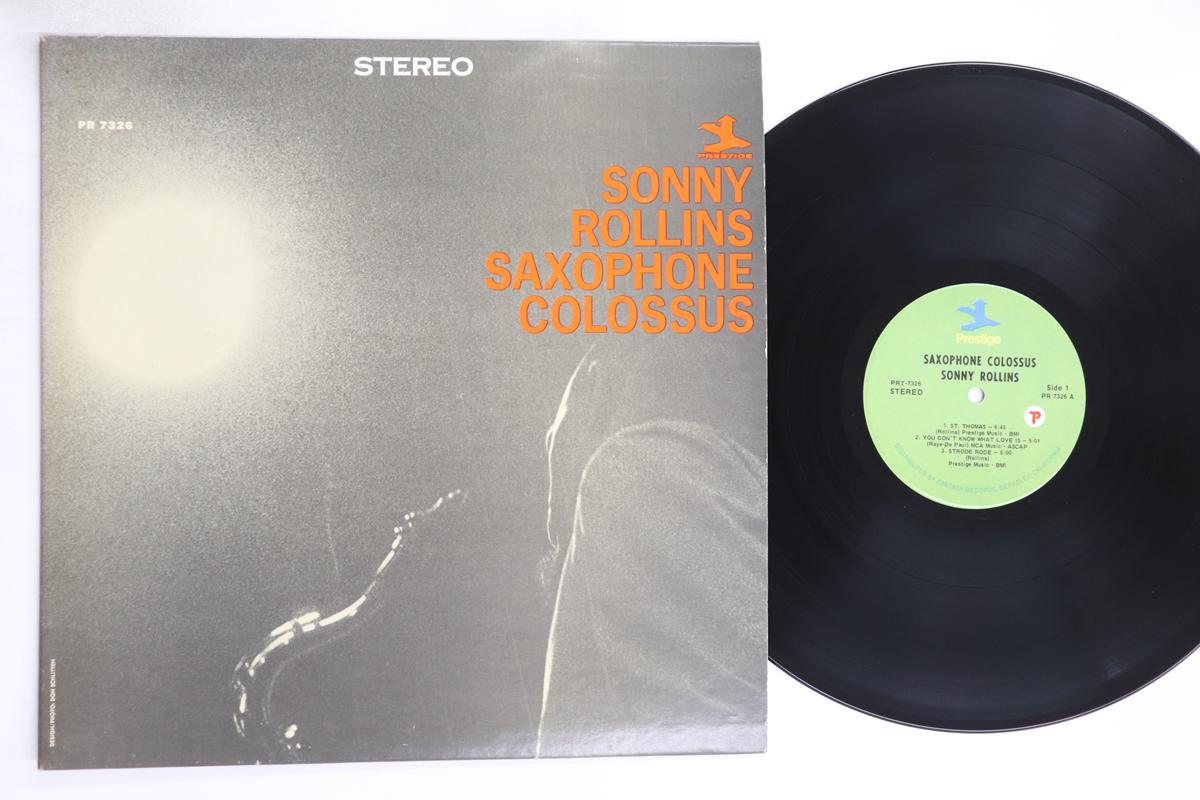 STEREO
PR 7326
PRESTIGE
SONNY
ROLLINS
SAXOPHONE
COLOSSUS
DESIGN/PHOTO: DON SCHLITTEN
Prestige
SAXOPHONE COLOSSUS
SONNY ROLLINS
PRT-7326
STEREO
Side 1
PR 7326 A
1. ST. THOMAS – 6:45
(Rollins) Prestige Music - BMI
2. YOU DON'T KNOW WHAT LOVE IS – 5:01
(Raye-De Paul) MCA Music - ASCAP
3. STRODE RODE – 5:00
(Rollins)
Prestige Music - BMI
DISTRIBUTED BY FANTASY RECORDS, BERKELEY, CALIFORNIA